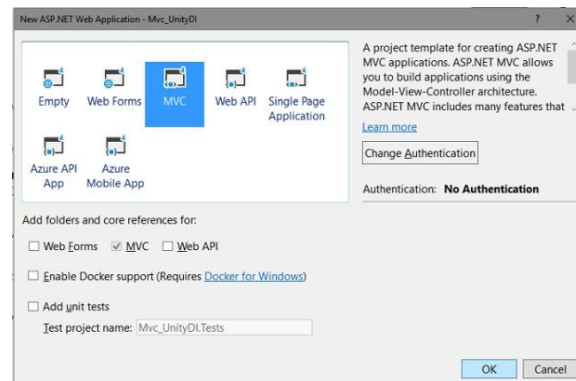 New ASP.NET Web Application - Mvc_UnityDI
? X
Empty
Web Forms
MVC
Web API
Single Page
Application
Azure API
App
Azure
Mobile App
A project template for creating ASP.NET
MVC applications. ASP.NET MVC allows
you to build applications using the
Model-View-Controller architecture.
ASP.NET MVC includes many features that
Learn more
Change Authentication
Authentication: No Authentication
Add folders and core references for:
Web Forms MVC Web API
Enable Docker support (Requires Docker for Windows)
Add unit tests
Test project name: Mvc_UnityDI.Tests
OK Cancel